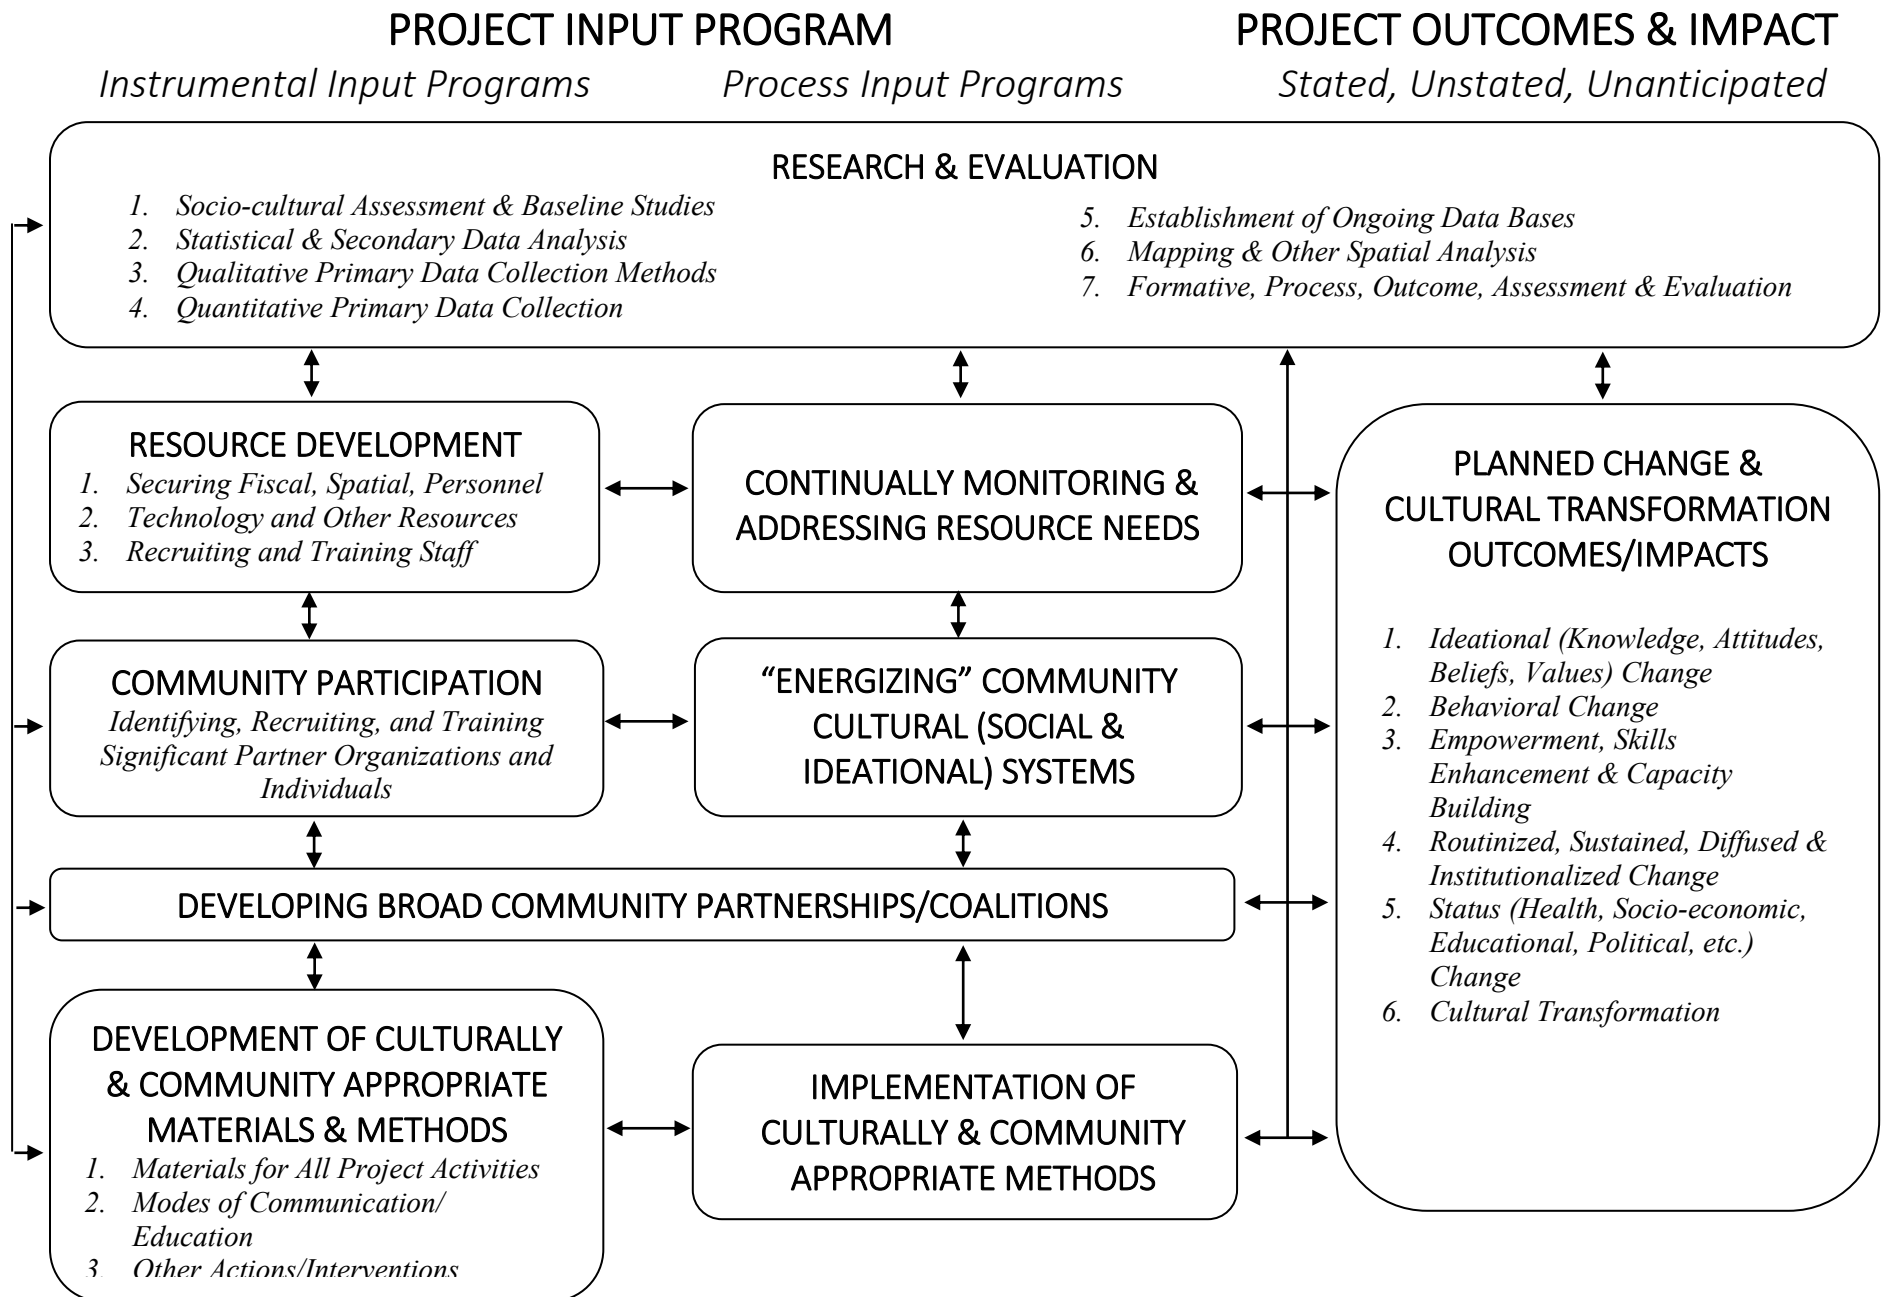 PROJECT INPUT PROGRAM
PROJECT OUTCOMES & IMPACT
Instrumental Input Programs
Process Input Programs
Stated, Unstated, Unanticipated
RESEARCH & EVALUATION
1. Socio-cultural Assessment & Baseline Studies
2. Statistical & Secondary Data Analysis
3. Qualitative Primary Data Collection Methods
4. Quantitative Primary Data Collection
5. Establishment of Ongoing Data Bases
6. Mapping & Other Spatial Analysis
7. Formative, Process, Outcome, Assessment & Evaluation
RESOURCE DEVELOPMENT
1. Securing Fiscal, Spatial, Personnel
2. Technology and Other Resources
3. Recruiting and Training Staff
CONTINUALLY MONITORING &
ADDRESSING RESOURCE NEEDS
PLANNED CHANGE &
CULTURAL TRANSFORMATION
OUTCOMES/IMPACTS
1. Ideational (Knowledge, Attitudes,
Beliefs, Values) Change
2. Behavioral Change
3. Empowerment, Skills
Enhancement & Capacity
Building
4. Routinized, Sustained, Diffused &
Institutionalized Change
5. Status (Health, Socio-economic,
Educational, Political, etc.)
Change
6. Cultural Transformation
COMMUNITY PARTICIPATION
Identifying, Recruiting, and Training
Significant Partner Organizations and
Individuals
“ENERGIZING” COMMUNITY
CULTURAL (SOCIAL &
IDEATIONAL) SYSTEMS
DEVELOPING BROAD COMMUNITY PARTNERSHIPS/COALITIONS
DEVELOPMENT OF CULTURALLY
& COMMUNITY APPROPRIATE
MATERIALS & METHODS
1. Materials for All Project Activities
2. Modes of Communication/
Education
3. Other Actions/Interventions
IMPLEMENTATION OF
CULTURALLY & COMMUNITY
APPROPRIATE METHODS